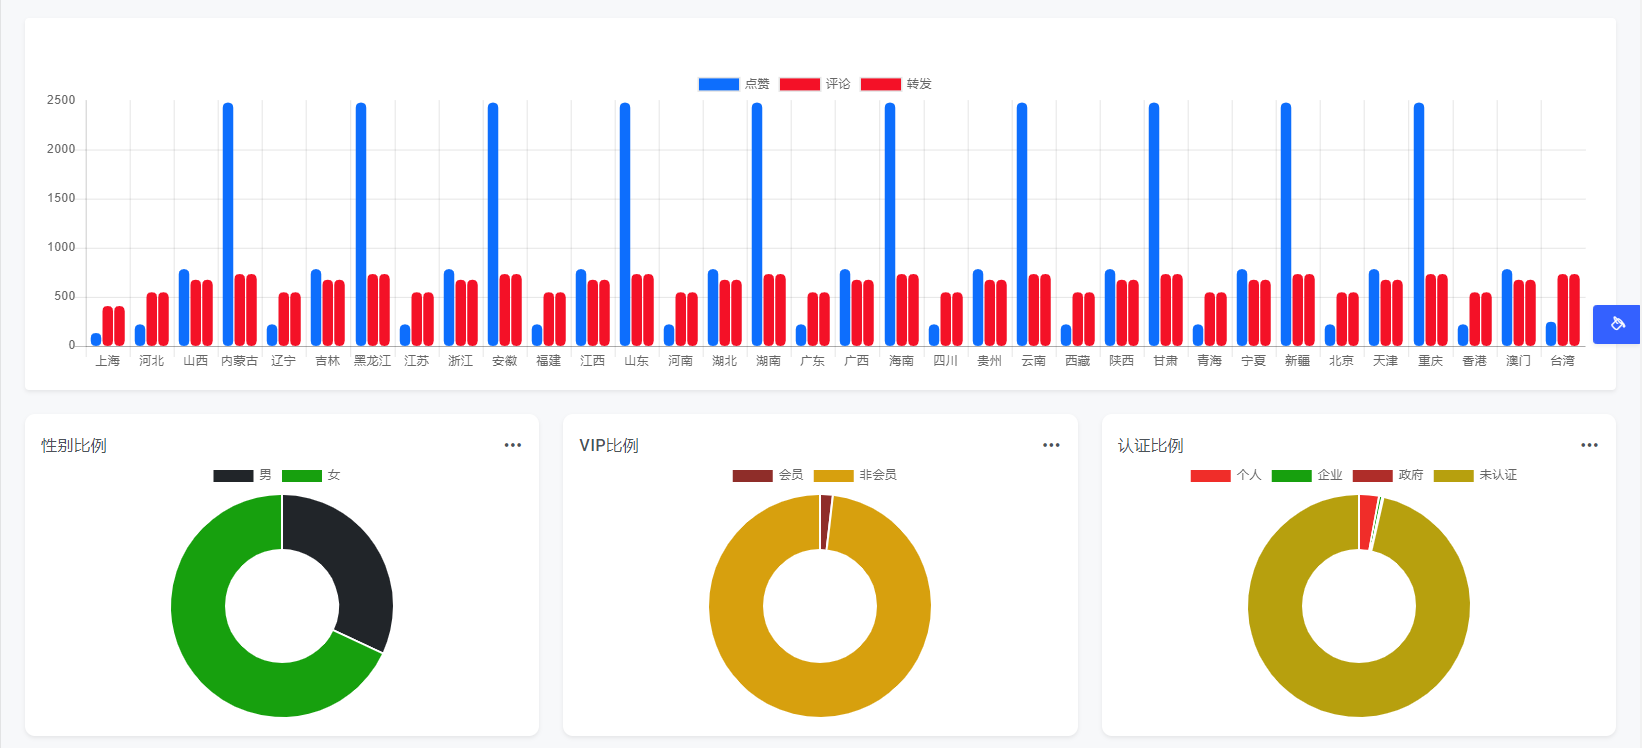 点赞 评论 转发
2500
2000
1500
1000
500
0
上海 河北 山西 内蒙古 辽宁 吉林 黑龙江 江苏 浙江 安徽 福建 江西 山东 河南 湖北 湖南 广东 广西 海南 四川 贵州 云南 西藏 陕西 甘肃 青海 宁夏 新疆 北京 天津 重庆 香港 澳门 台湾
性别比例
男 女
VIP比例
会员 非会员
认证比例
个人 企业 政府 未认证